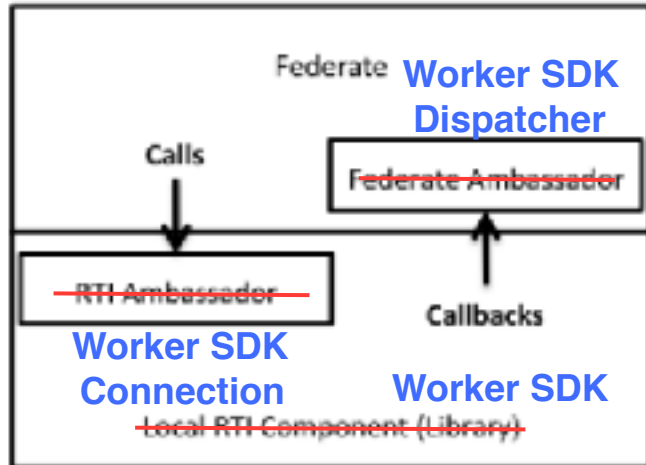 Federate Worker SDK
Dispatcher
Calls
Federate Ambassador
RTI Ambassador
Callbacks
Worker SDK
Connection
Worker SDK
Local RTI Component (Library)